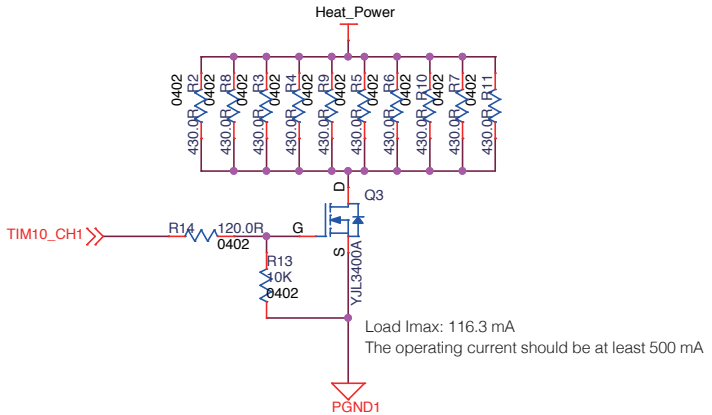 Heat_Power
0402 R2 430.0R
0402 R8 430.0R
0402 R3 430.0R
0402 R4 430.0R
0402 R9 430.0R
0402 R5 430.0R
0402 R6 430.0R
0402 R10 430.0R
0402 R7 430.0R
0402 R11 430.0R
D
Q3
TIM10_CH1
R14
120.0R
0402
G
S
YJL3400A
R13
10K
0402
Load Imax: 116.3 mA
The operating current should be at least 500 mA
PGND1